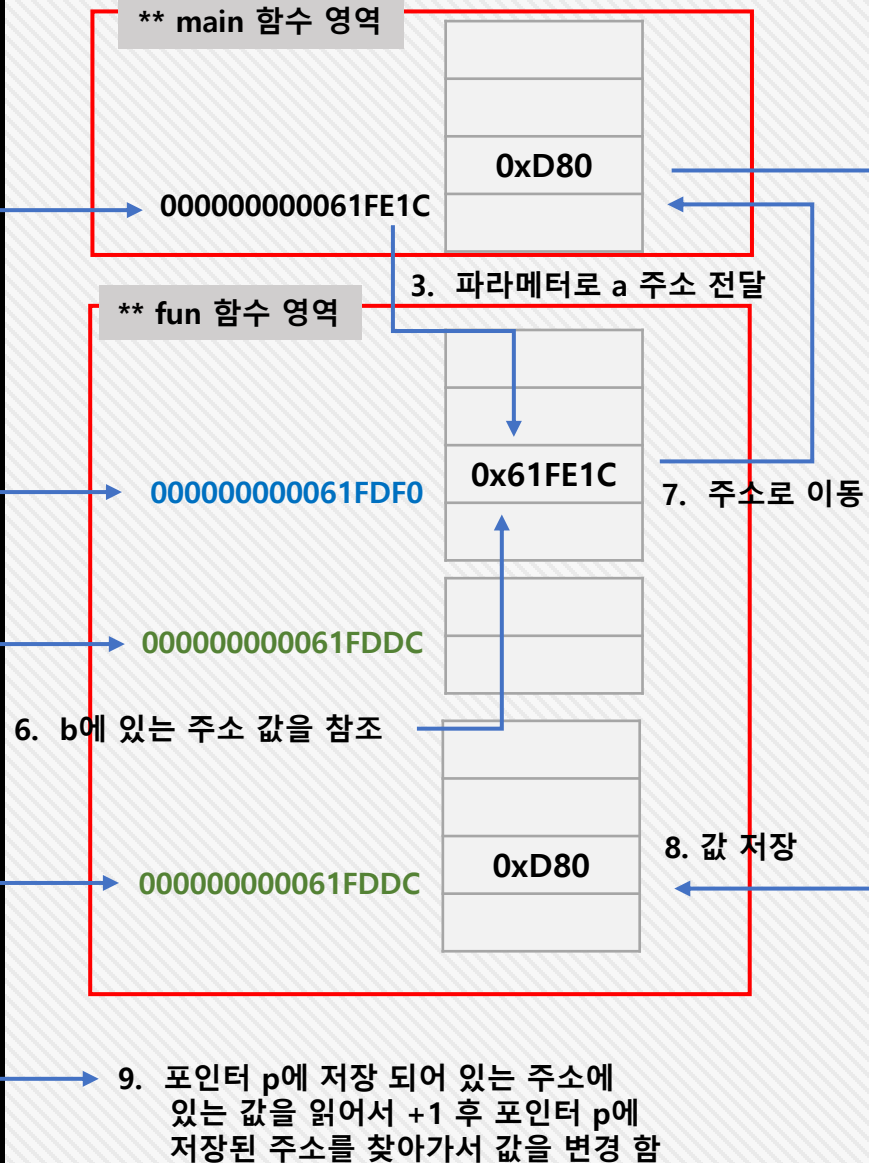 ** main 함수 영역
0xD80
000000000061FE1C
3. 파라메터로 a 주소 전달
** fun 함수 영역
0x61FE1C
000000000061FDF0
7. 주소로 이동
000000000061FDDC
6. b에 있는 주소 값을 참조
8. 값 저장
0xD80
000000000061FDDC
9. 포인터 p에 저장 되어 있는 주소에
있는 값을 읽어서 +1 후 포인터 p에
저장된 주소를 찾아가서 값을 변경 함